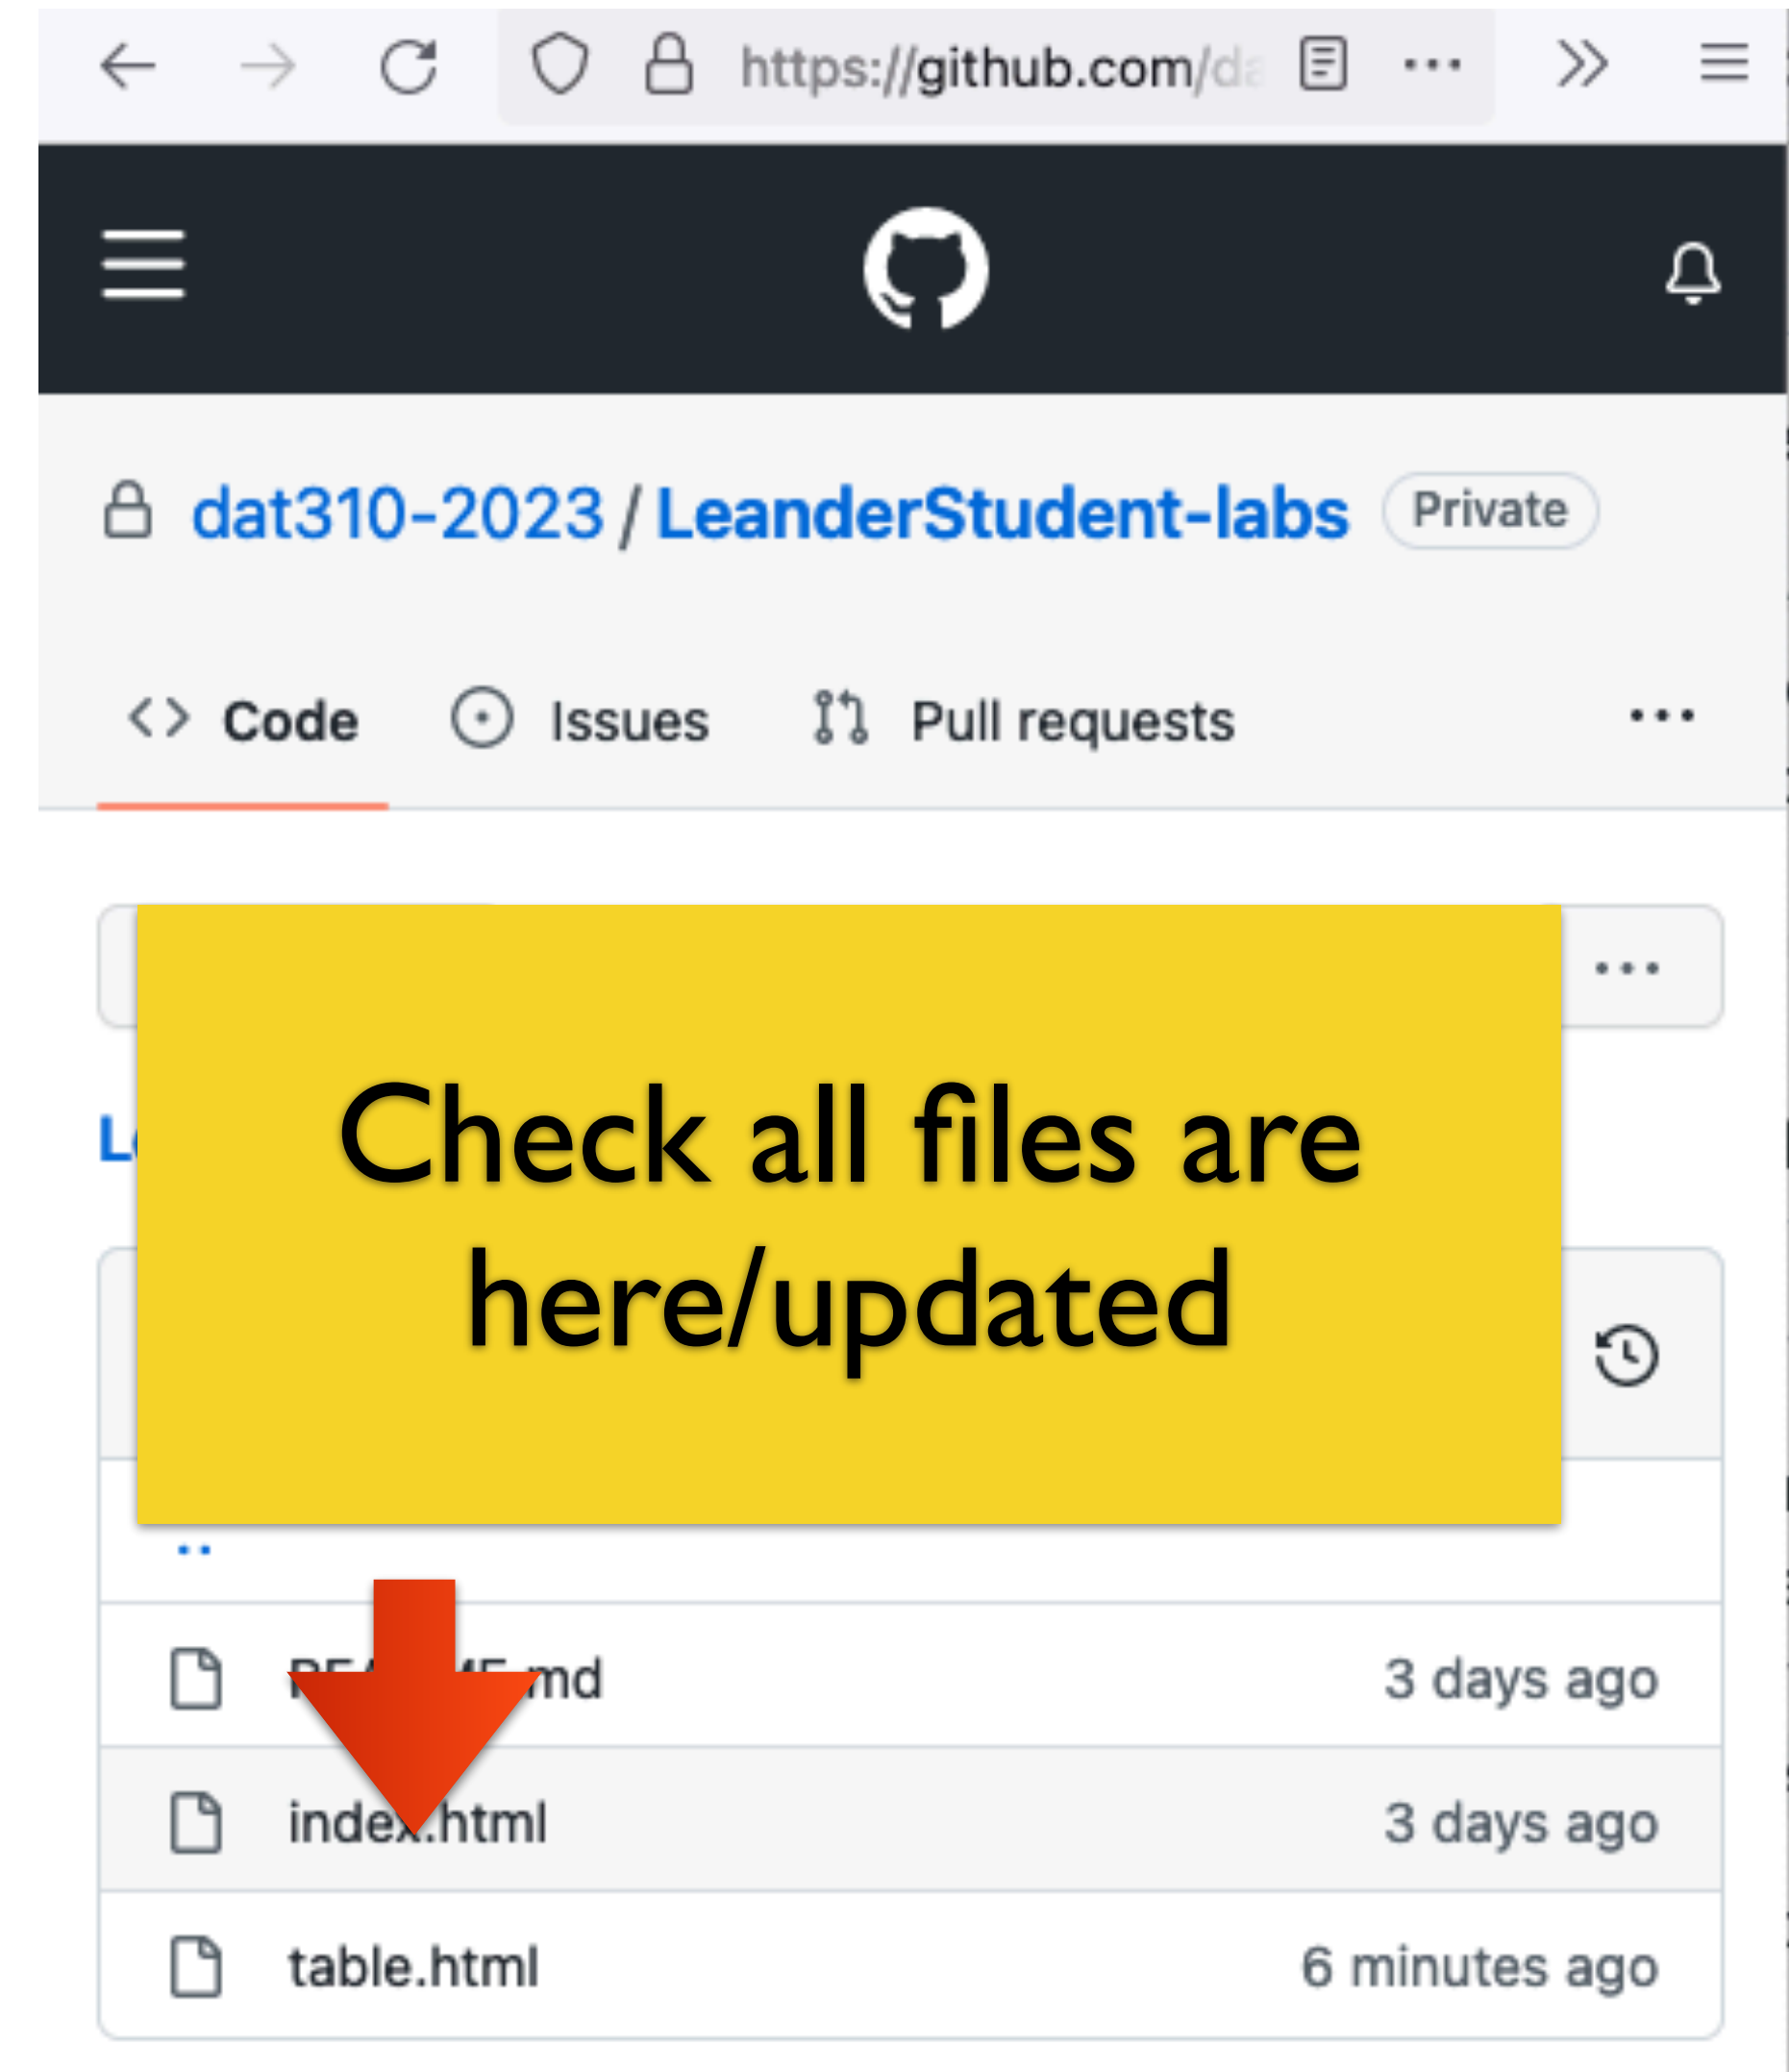 https://github.com/da
dat310-2023 / LeanderStudent-labs Private
Code Issues Pull requests
Check all files are
here/updated
..
3 days ago
index.html 3 days ago
table.html 6 minutes ago